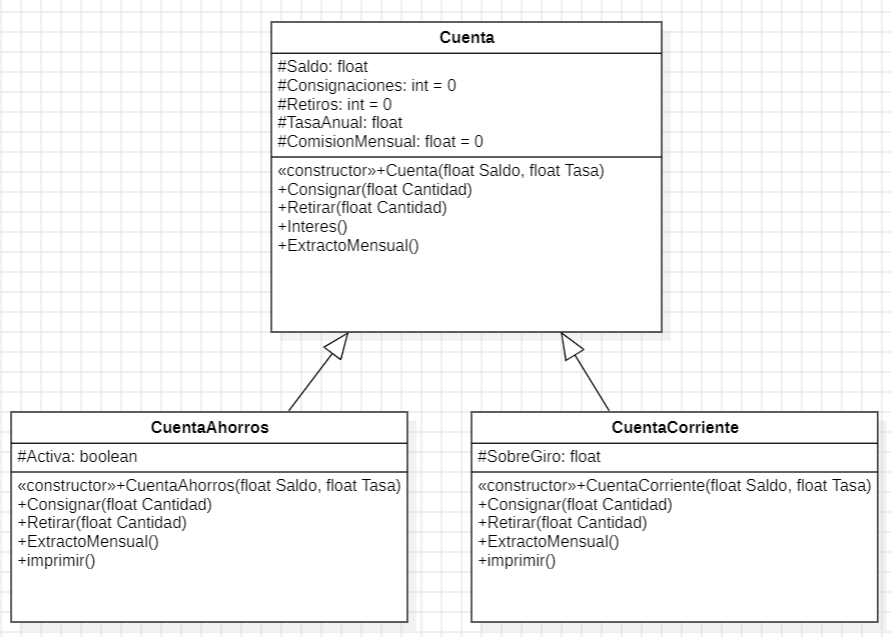 Cuenta
#Saldo: float
#Consignaciones: int = 0
#Retiros: int = 0
#TasaAnual: float
#ComisionMensual: float = 0
«constructor»+Cuenta(float Saldo, float Tasa)
+Consignar(float Cantidad)
+Retirar(float Cantidad)
+Interes()
+ExtractoMensual()
CuentaAhorros
#Activa: boolean
«constructor»+CuentaAhorros(float Saldo, float Tasa)
+Consignar(float Cantidad)
+Retirar(float Cantidad)
+ExtractoMensual()
+imprimir()
CuentaCorriente
#SobreGiro: float
«constructor»+CuentaCorriente(float Saldo, float Tasa)
+Consignar(float Cantidad)
+Retirar(float Cantidad)
+ExtractoMensual()
+imprimir()